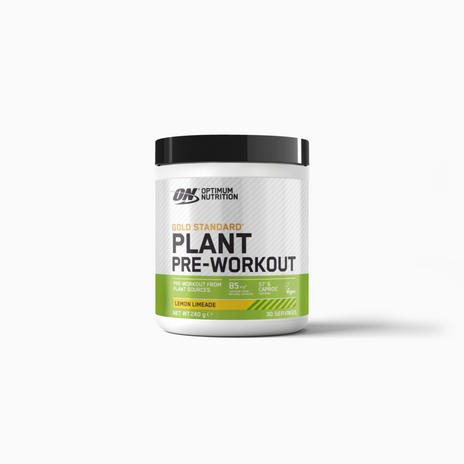 ON OPTIMUM
NUTRITION
GOLD STANDARD®
PLANT
PRE-WORKOUT
PRE-WORKOUT FROM
PLANT SOURCES
85
CAPROS
LEMON LIMEADE
NET WT 240 g
30 SERVINGS